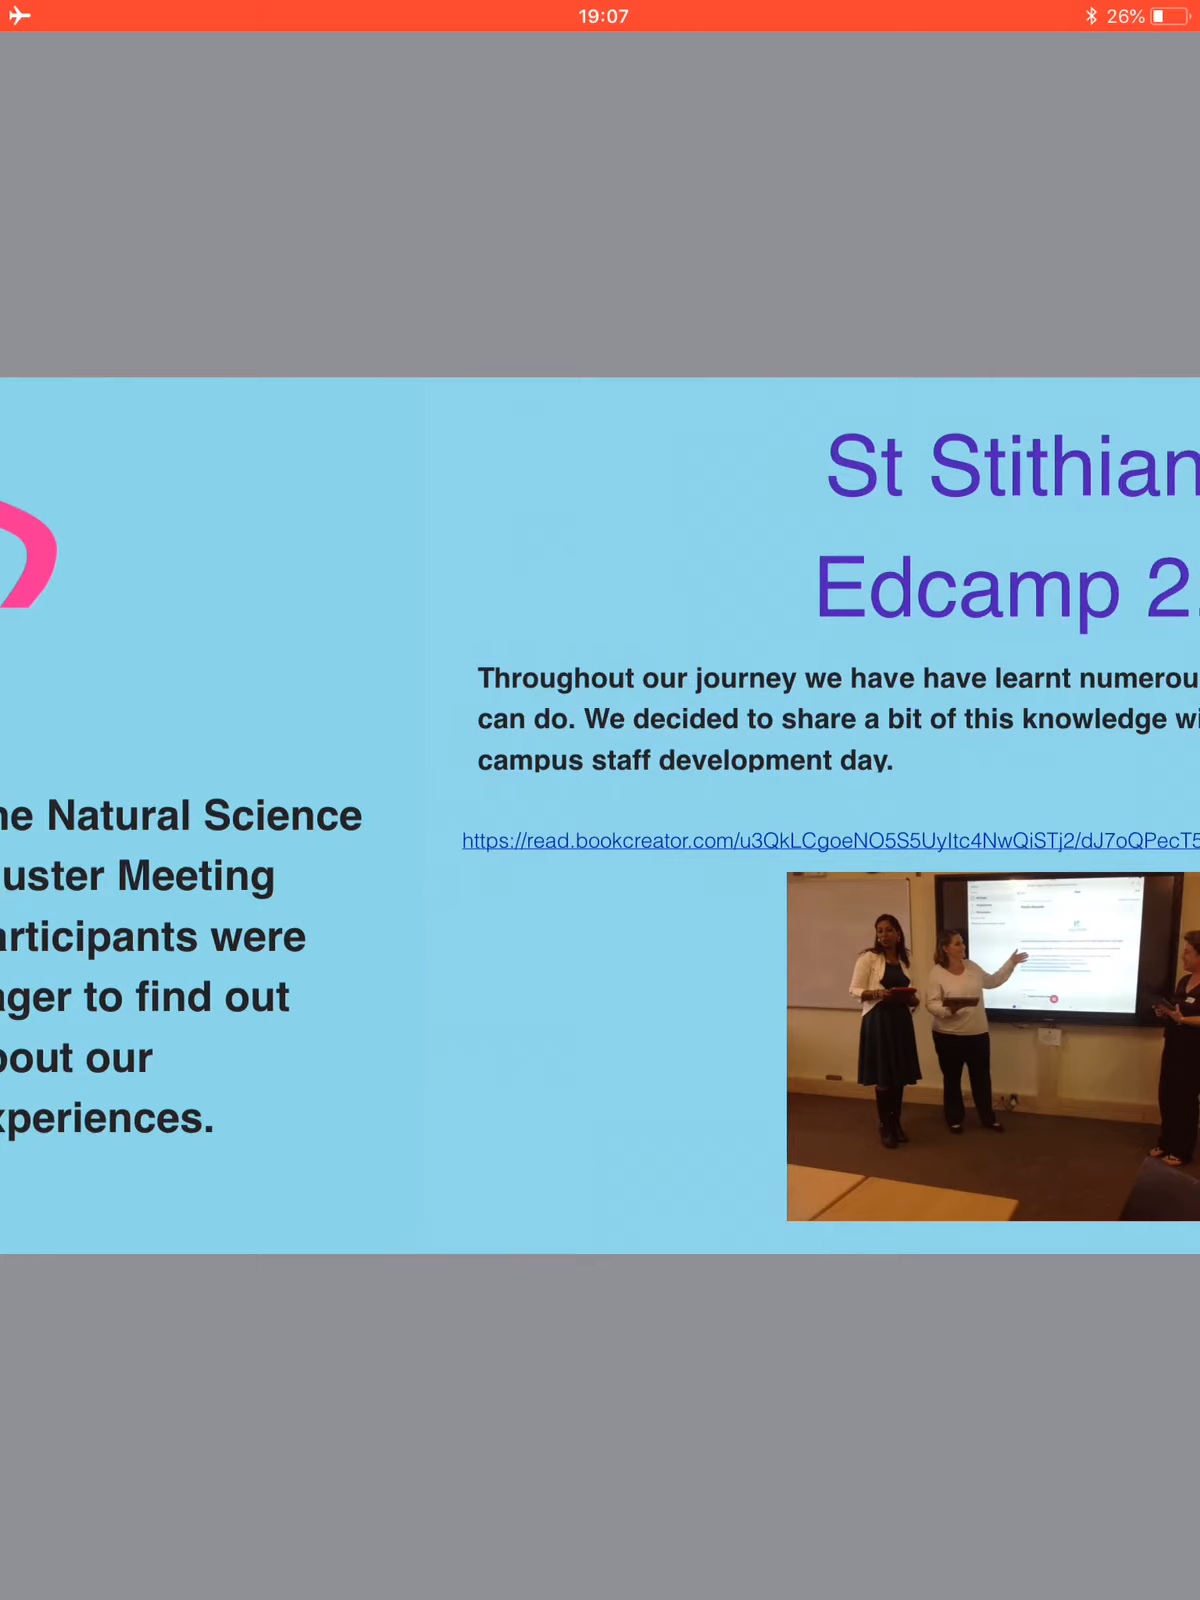 19:07
26%
St Stithian
Edcamp 2.
Throughout our journey we have have learnt numerou
can do. We decided to share a bit of this knowledge wi
campus staff development day.
he Natural Science
uster Meeting
articipants were
ager to find out
bout our
xperiences.
https://read.bookcreator.com/u3QkLCgoeNO5S5UyItc4NwQiSTj2/dJ7oQPecT5